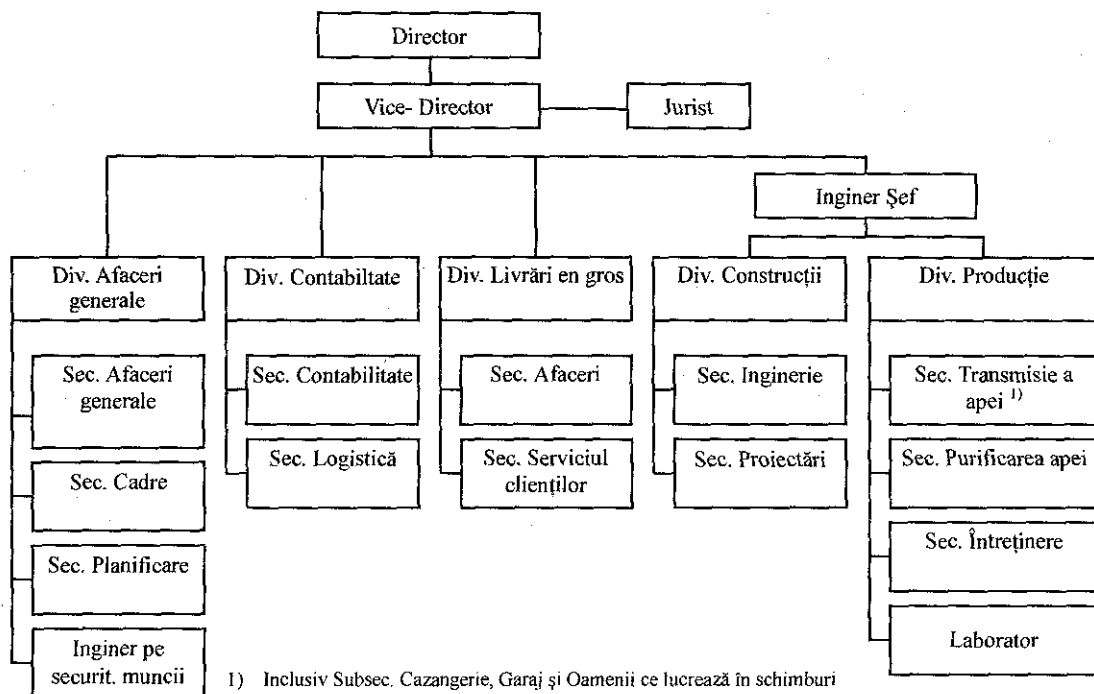 Director
Vice- Director
Jurist
Inginer Şef
Div. Afaceri
generale
Div. Contabiltate
Div. Livrări en gros
Div. Construcții
Div. Producție
Sec. Afaceri
generale
Sec. Contabilitate
Sec. Afaceri
Sec. Inginerie
Sec. Transmisie a
apei 1)
Sec. Cadre
Sec. Logistică
Sec. Serviciul
clienților
Sec. Proiectări
Sec. Purificarea apei
Sec. Planificare
Sec. Întreținere
Inginer pe
securit. muncii
Laborator
1) Inclusiv Subsec. Cazangerie, Garaj şi Oamenii ce lucrează în schimburi